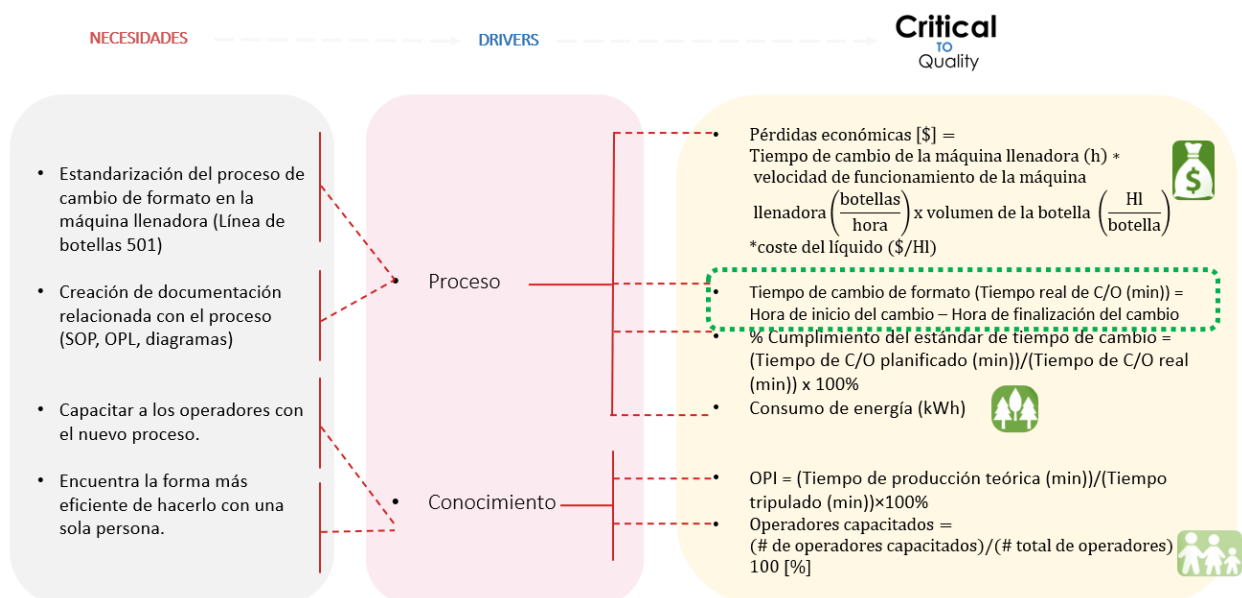 NECESIDADES
DRIVERS
Critical
TO
Quality
• Estandarización del proceso de
cambio de formato en la
máquina llenadora (Línea de
botellas 501)
• Creación de documentación
relacionada con el proceso
(SOP, OPL, diagramas)
• Capacitar a los operadores con
el nuevo proceso.
• Encuentra la forma más
eficiente de hacerlo con una
sola persona.
• Proceso
• Conocimiento
• Pérdidas económicas [$] =
Tiempo de cambio de la máquina llenadora (h) *
velocidad de funcionamiento de la máquina
llenadora (botellas/hora) x volumen de la botella (Hl/botella)
*coste del líquido ($/Hl)
• Tiempo de cambio de formato (Tiempo real de C/O (min)) =
Hora de inicio del cambio – Hora de finalización del cambio
• % Cumplimiento del estándar de tiempo de cambio =
(Tiempo de C/O planificado (min))/(Tiempo de C/O real
(min)) x 100%
• Consumo de energía (kWh)
• OPI = (Tiempo de producción teórica (min))/(Tiempo
tripulado (min))×100%
• Operadores capacitados =
(# de operadores capacitados)/(# total de operadores)
100 [%]
$